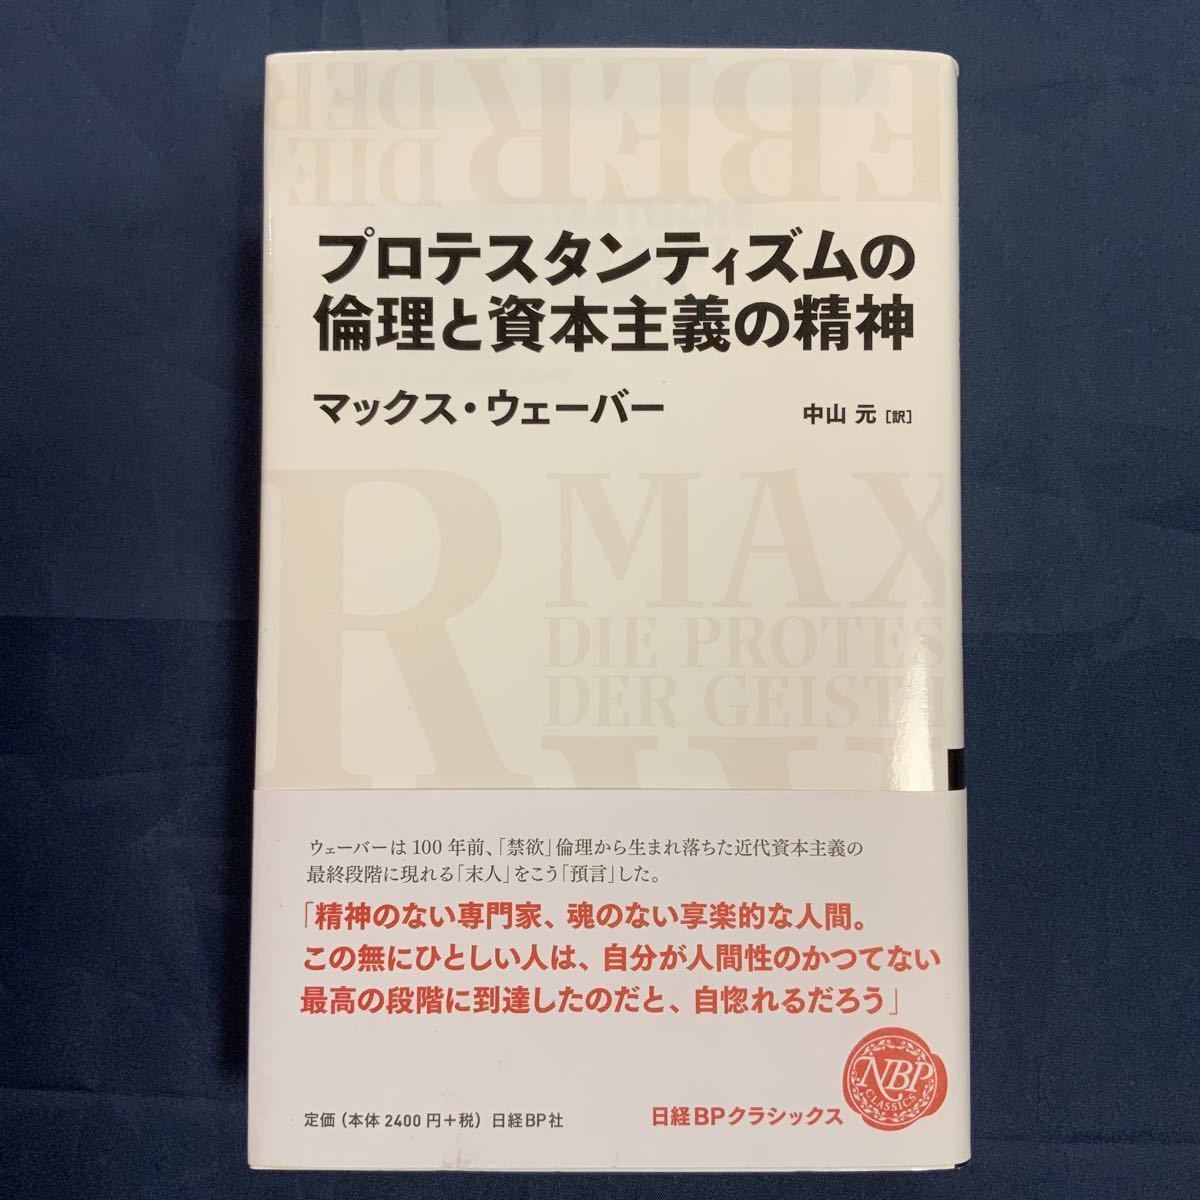 EBER
DER
DIE
プロテスタンティズムの
倫理と資本主義の精神
マックス・ウェーバー
中山 元［訳］
R
MAX
DIE PROTES
DER GEIST
ウェーバーは100年前、「禁欲」倫理から生まれ落ちた近代資本主義の
最終段階に現れる「末人」をこう「預言」した。
「精神のない専門家、魂のない享楽的な人間。
この無にひとしい人は、自分が人間性のかつてない
最高の段階に到達したのだと、自惚れるだろう」
NBP
CLASSICS
定価（本体2400円＋税）日経BP社
日経BPクラシックス